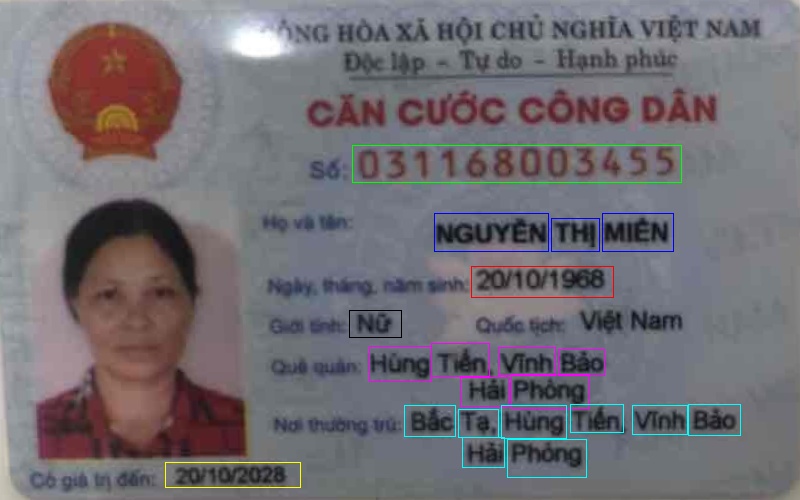 CỘNG HÒA XÃ HỘI CHỦ NGHĨA VIỆT NAM
Độc lập - Tự do - Hạnh phúc
CĂN CƯỚC CÔNG DÂN
Số: 031168003455
Họ và tên: NGUYỄN THỊ MIÊN
Ngày, tháng, năm sinh: 20/10/1968
Giới tính: Nữ Quốc tịch: Việt Nam
Quê quán: Hùng Tiến, Vĩnh Bảo
Hải Phòng
Nơi thường trú: Bắc Tạ, Hùng Tiến, Vĩnh Bảo
Hải Phòng
Có giá trị đến: 20/10/2028